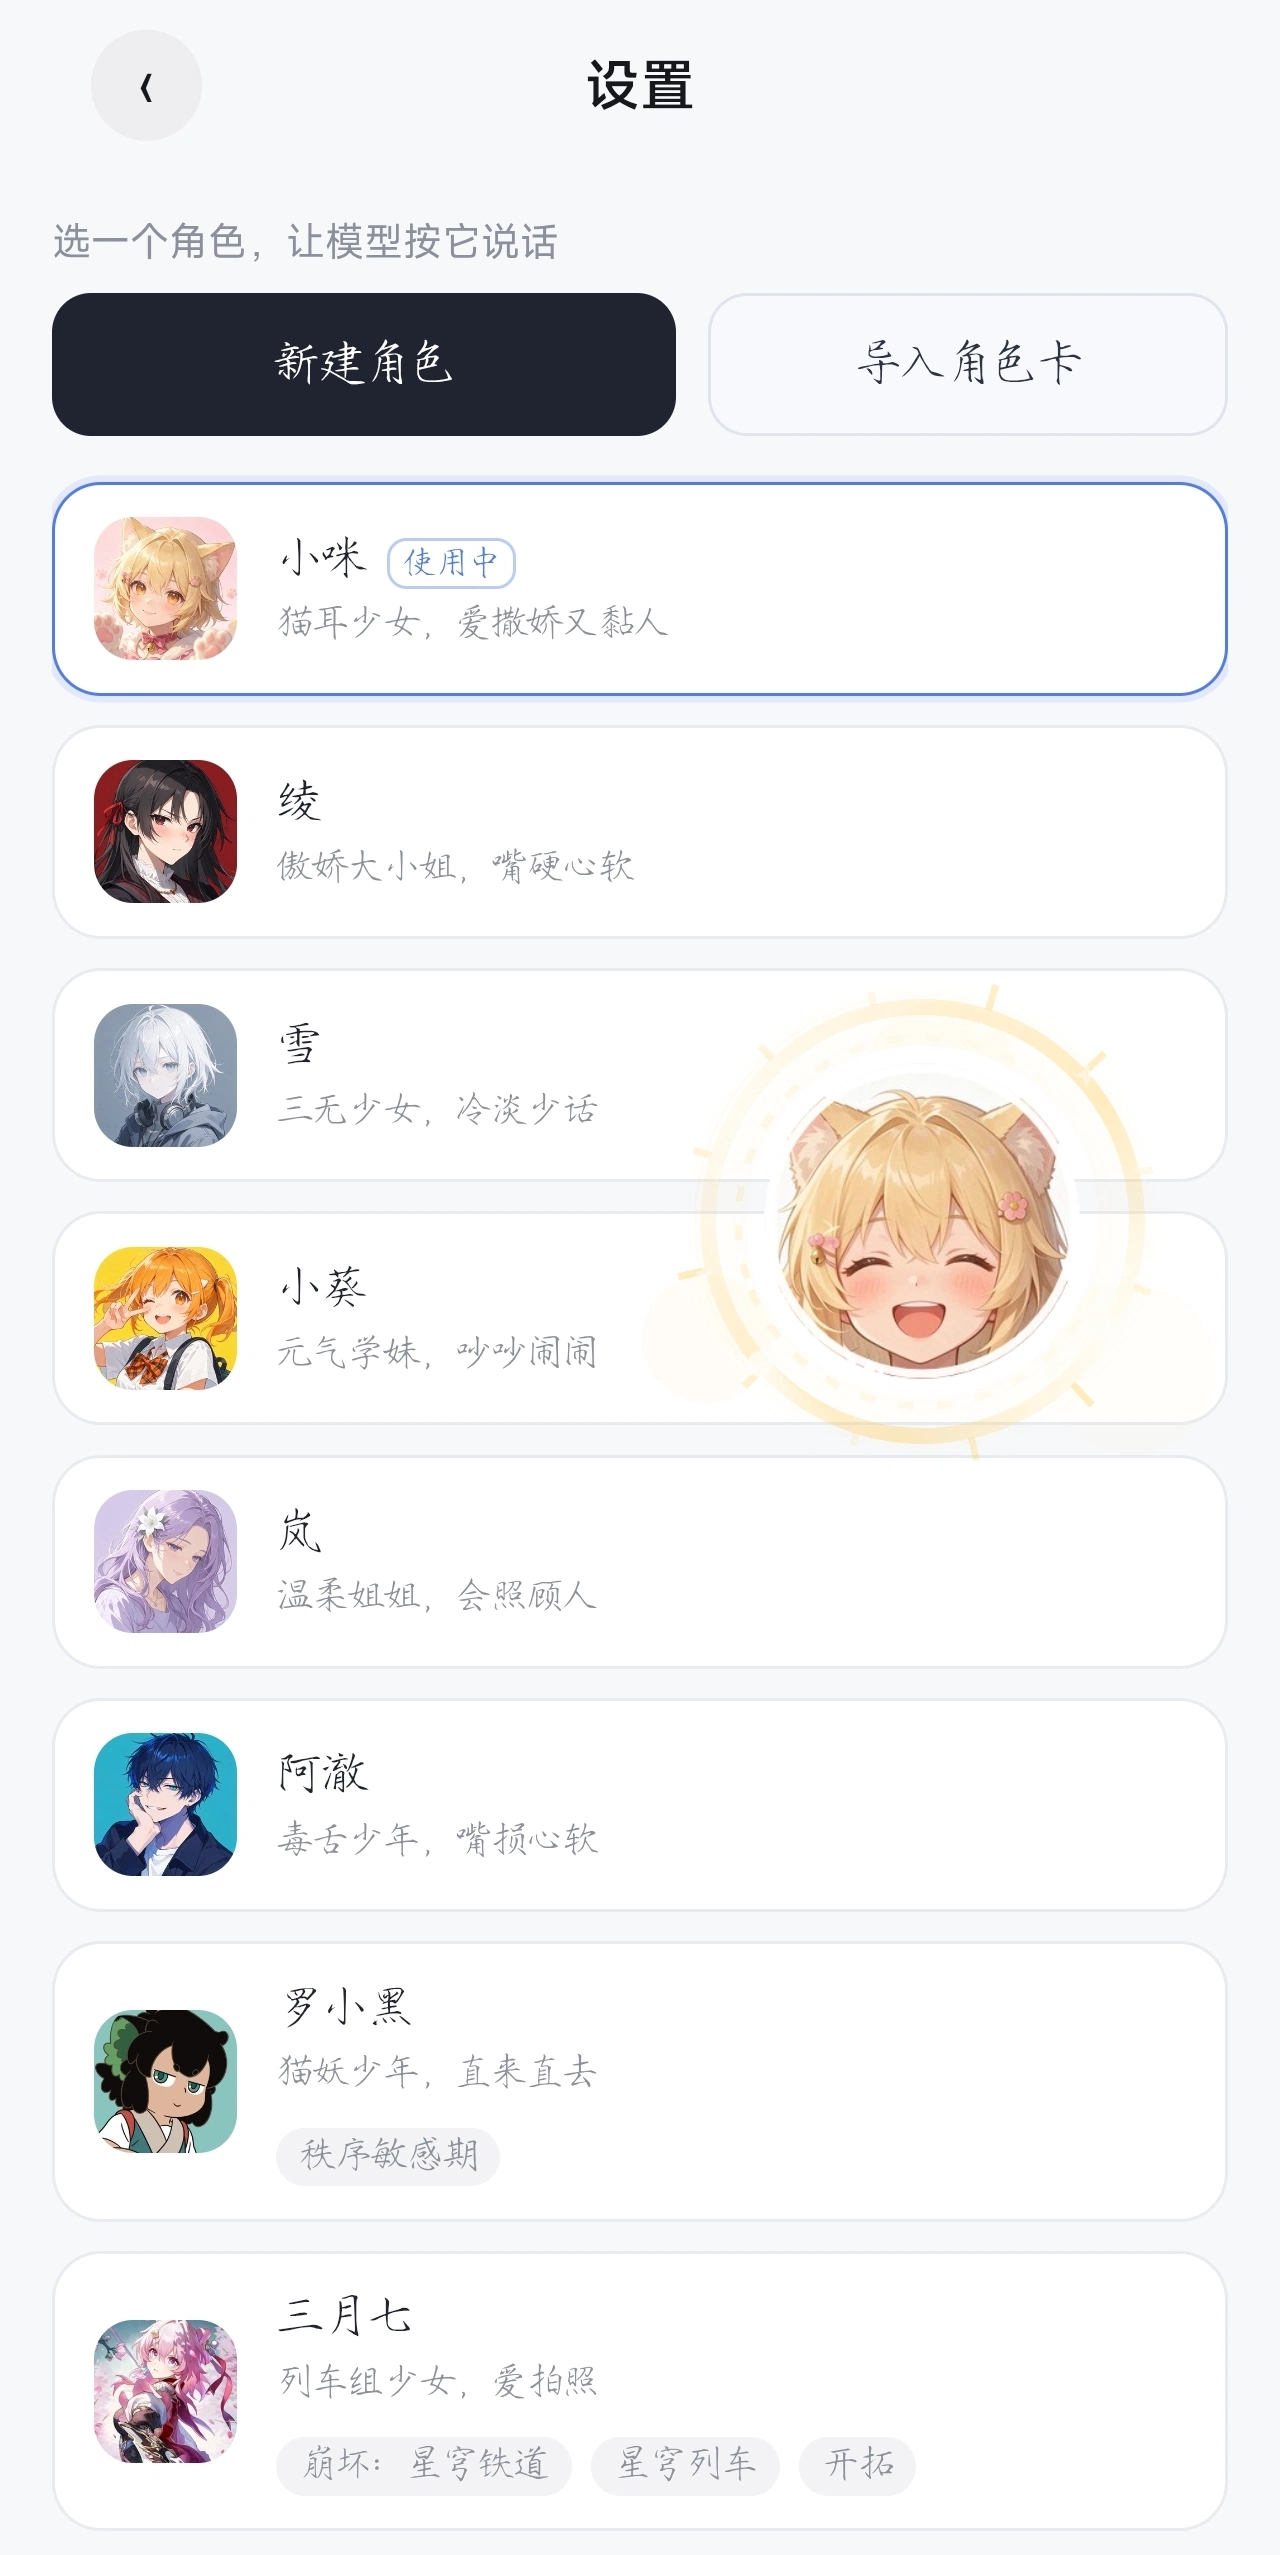 设置
选一个角色，让模型按它说话
新建角色
导入角色卡
小咪 使用中
猫耳少女，爱撒娇又黏人
绫
傲娇大小姐，嘴硬心软
雪
三无少女，冷淡少话
小葵
元气学妹，吵吵闹闹
岚
温柔姐姐，会照顾人
阿澈
毒舌少年，嘴损心软
罗小黑
猫妖少年，直来直去
秩序敏感期
三月七
列车组少女，爱拍照
崩坏：星穹铁道 星穹列车 开拓